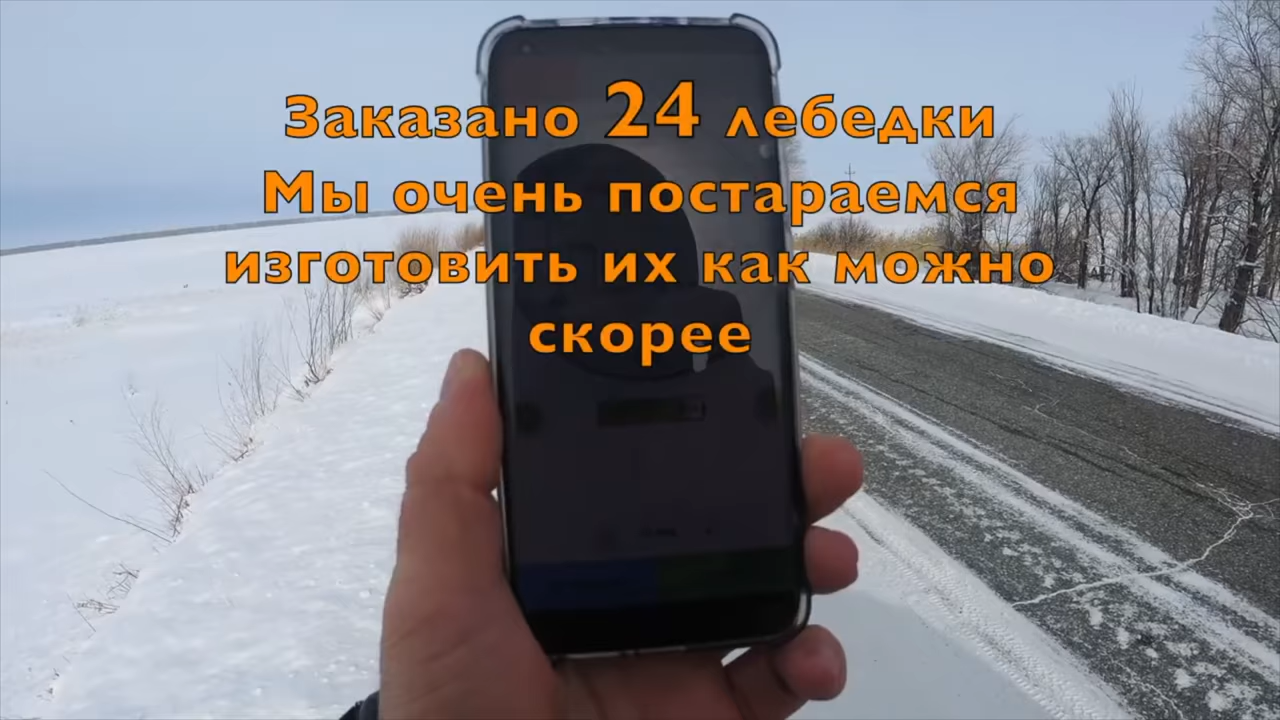 Заказано 24 лебедки
Мы очень постараемся
изготовить их как можно
скорее